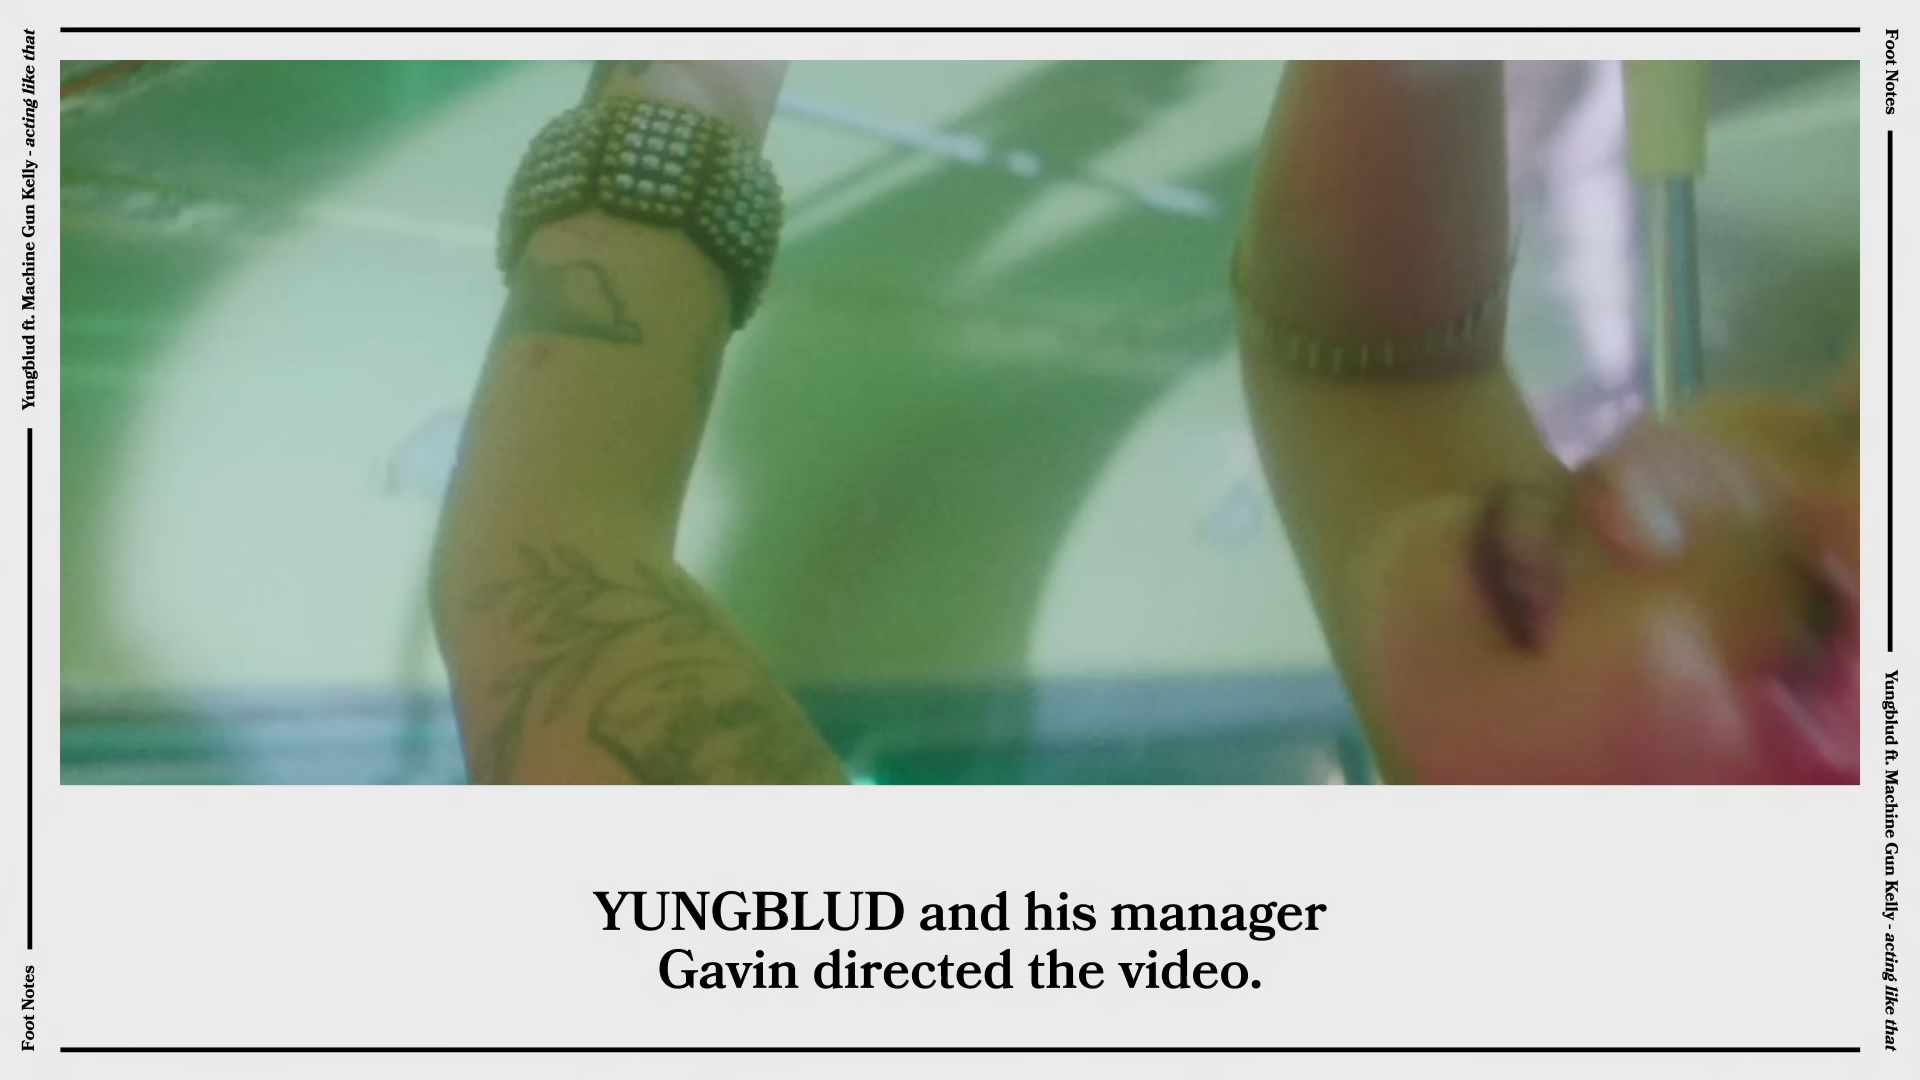 Yungblud ft. Machine Gun Kelly - acting like that
Foot Notes
YUNGBLUD and his manager
Gavin directed the video.
Foot Notes
Yungblud ft. Machine Gun Kelly - acting like that